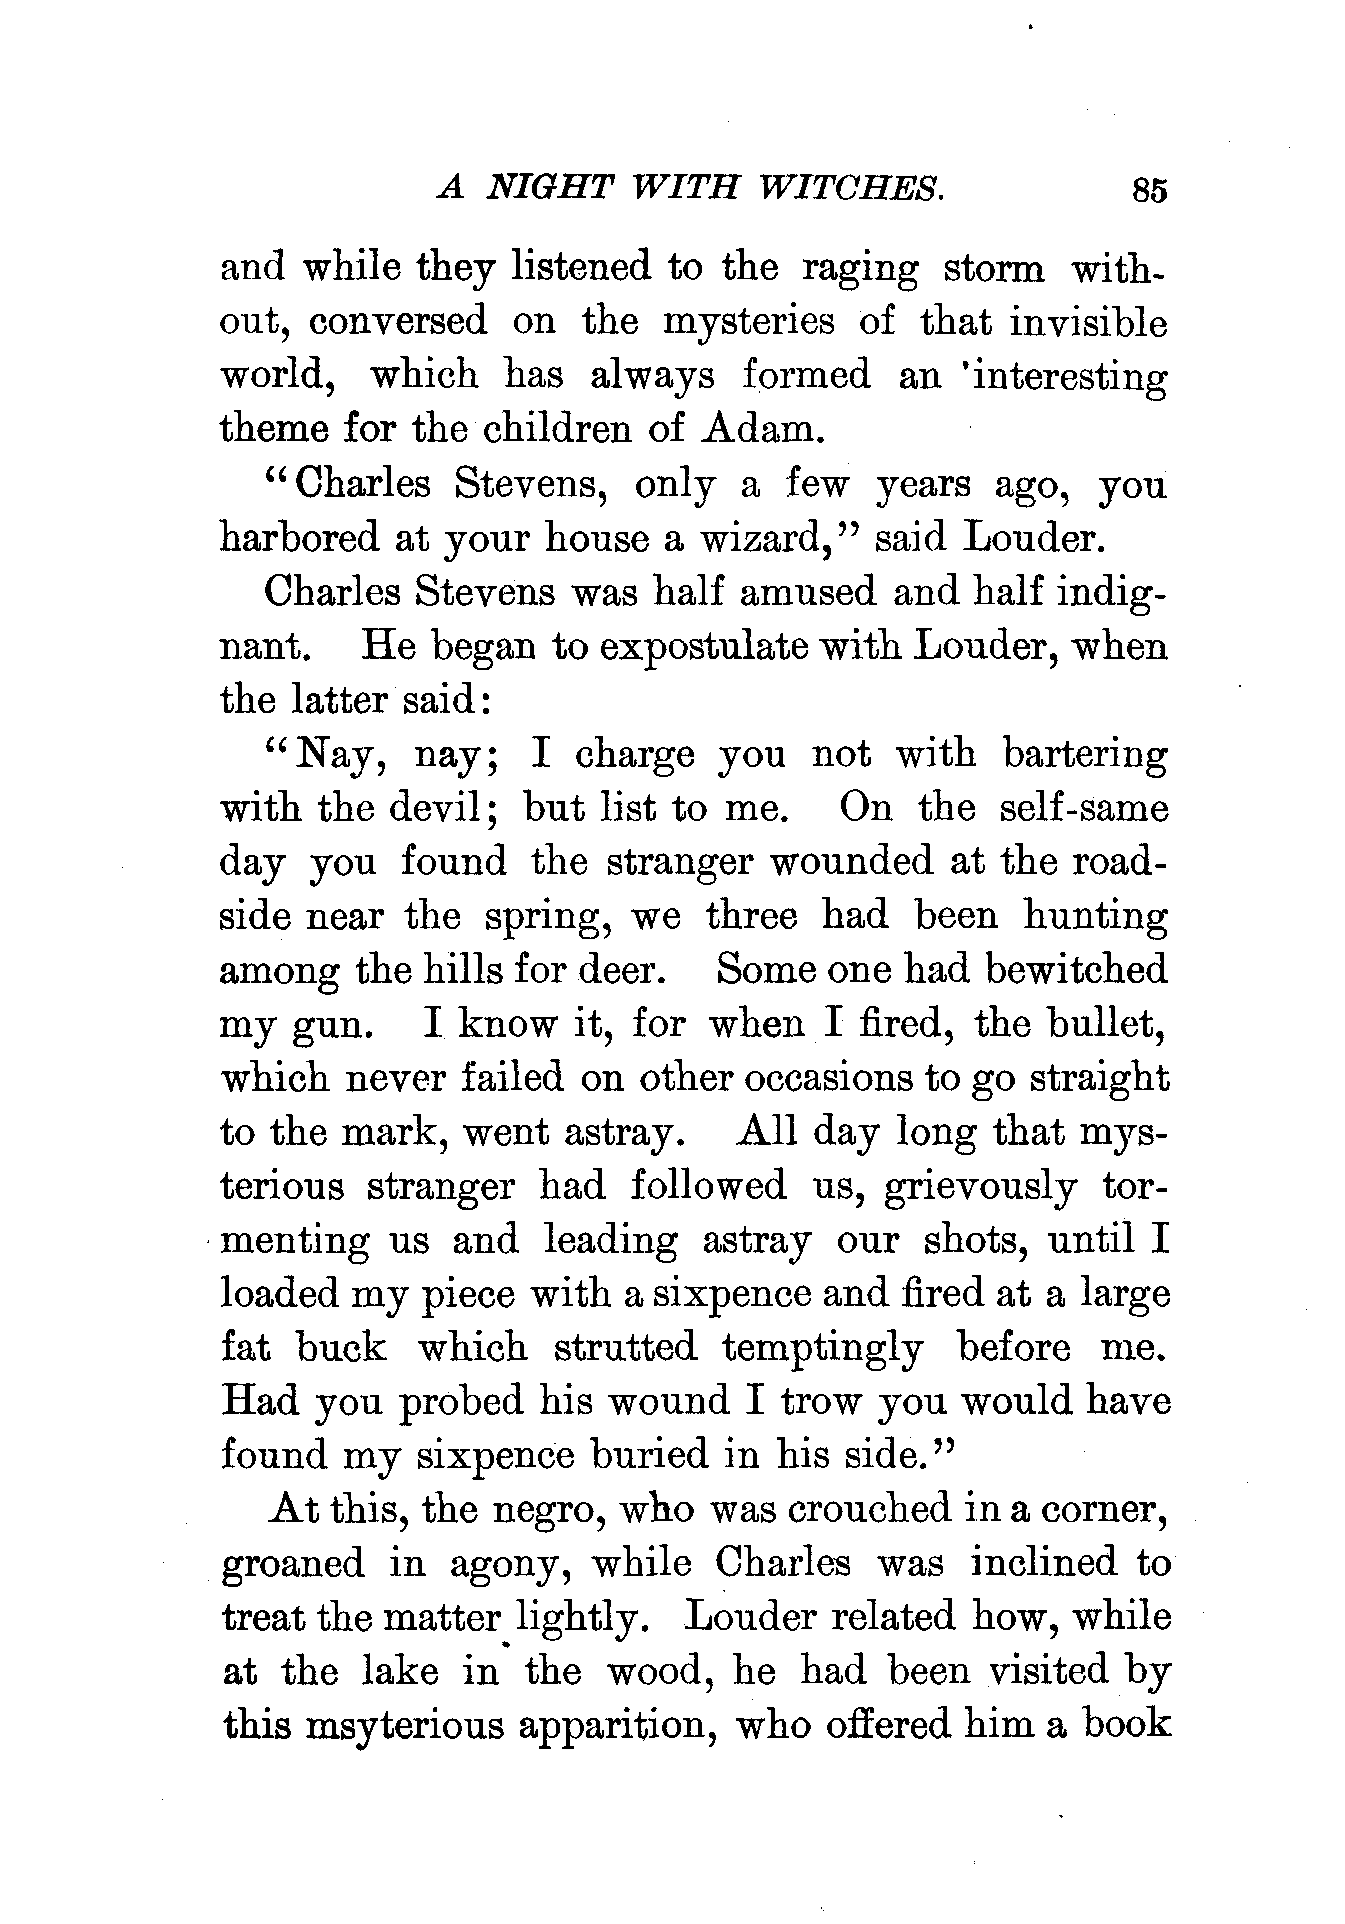 A NIGHT WITH WITCHES. 85
and while they listened to the raging storm with-
out, conversed on the mysteries of that invisible
world, which has always formed an 'interesting
theme for the children of Adam.
"Charles Stevens, only a few years ago, you
harbored at your house a wizard," said Louder.
Charles Stevens was half amused and half indig-
nant. He began to expostulate with Louder, when
the latter said:
"Nay, nay; I charge you not with bartering
with the devil; but list to me. On the self-same
day you found the stranger wounded at the road-
side near the spring, we three had been hunting
among the hills for deer. Some one had bewitched
my gun. I know it, for when I fired, the bullet,
which never failed on other occasions to go straight
to the mark, went astray. All day long that mys-
terious stranger had followed us, grievously tor-
menting us and leading astray our shots, until I
loaded my piece with a sixpence and fired at a large
fat buck which strutted temptingly before me.
Had you probed his wound I trow you would have
found my sixpence buried in his side."
At this, the negro, who was crouched in a corner,
groaned in agony, while Charles was inclined to
treat the matter lightly. Louder related how, while
at the lake in the wood, he had been visited by
this msyterious apparition, who offered him a book